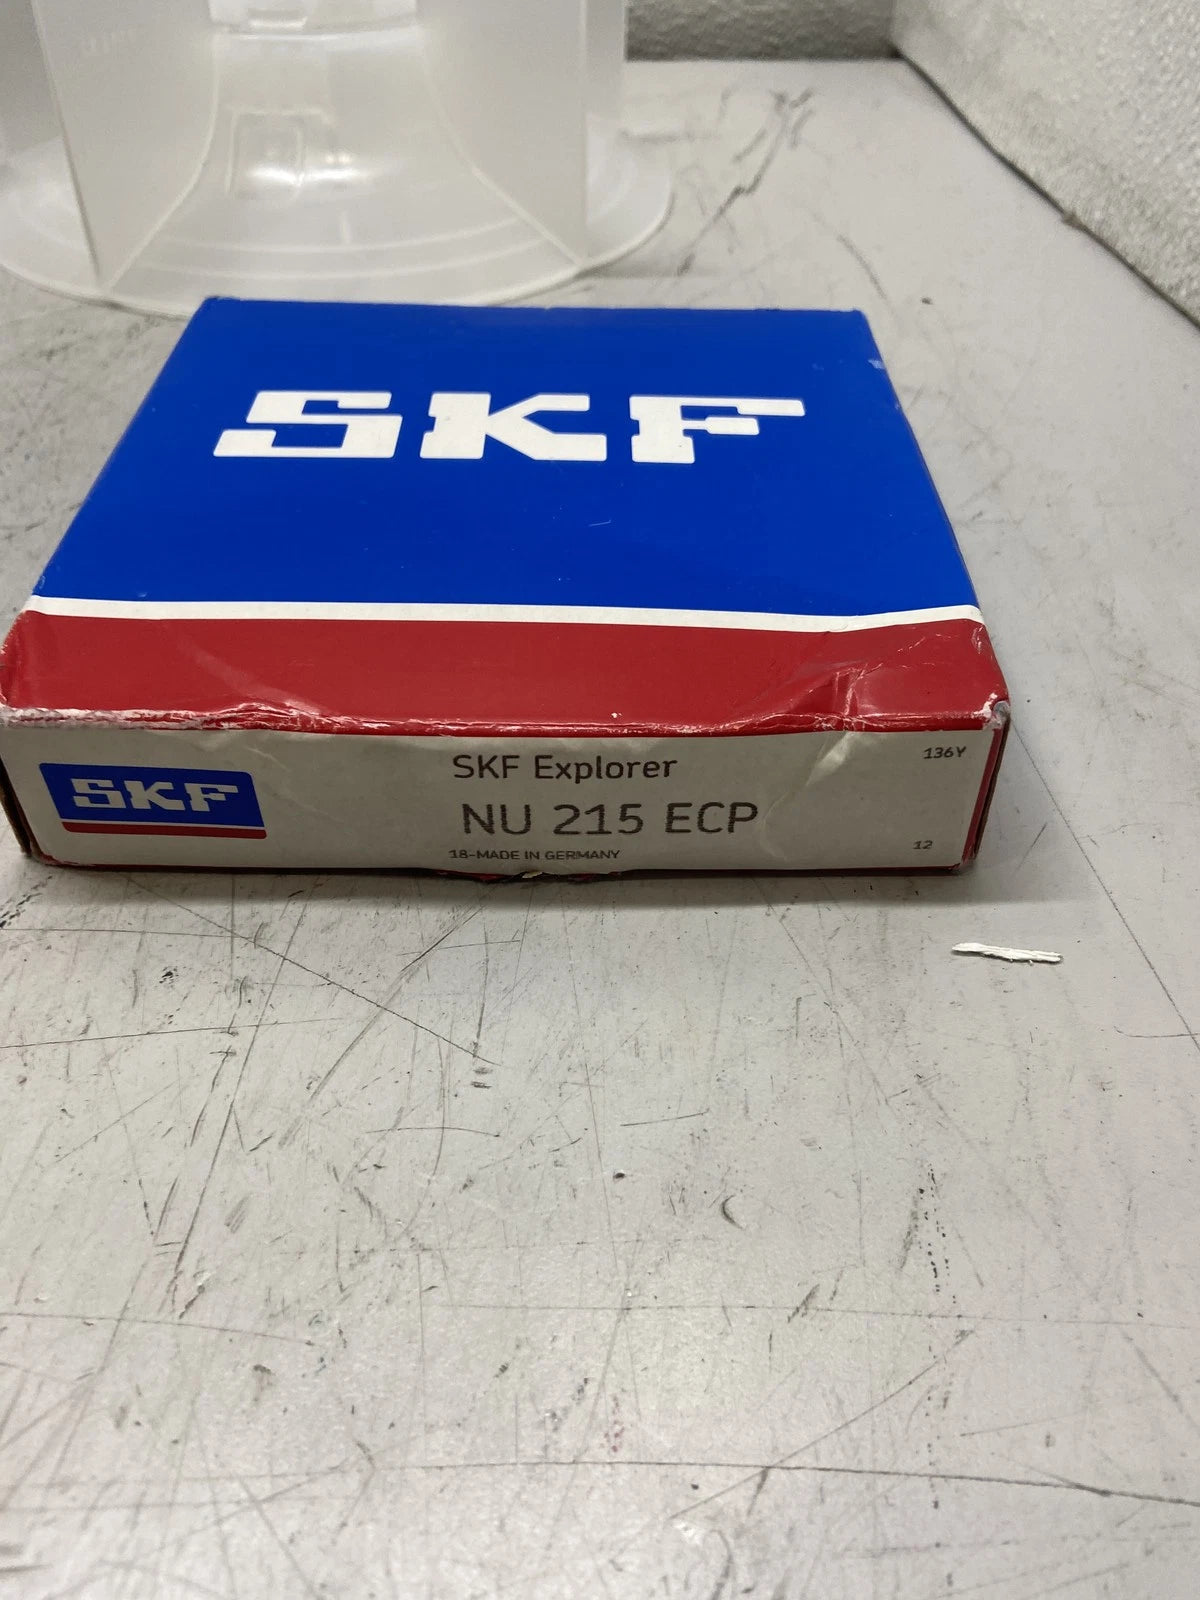 SKF
SKF
SKF Explorer
136Y
NU 215 ECP
18-MADE IN GERMANY
12